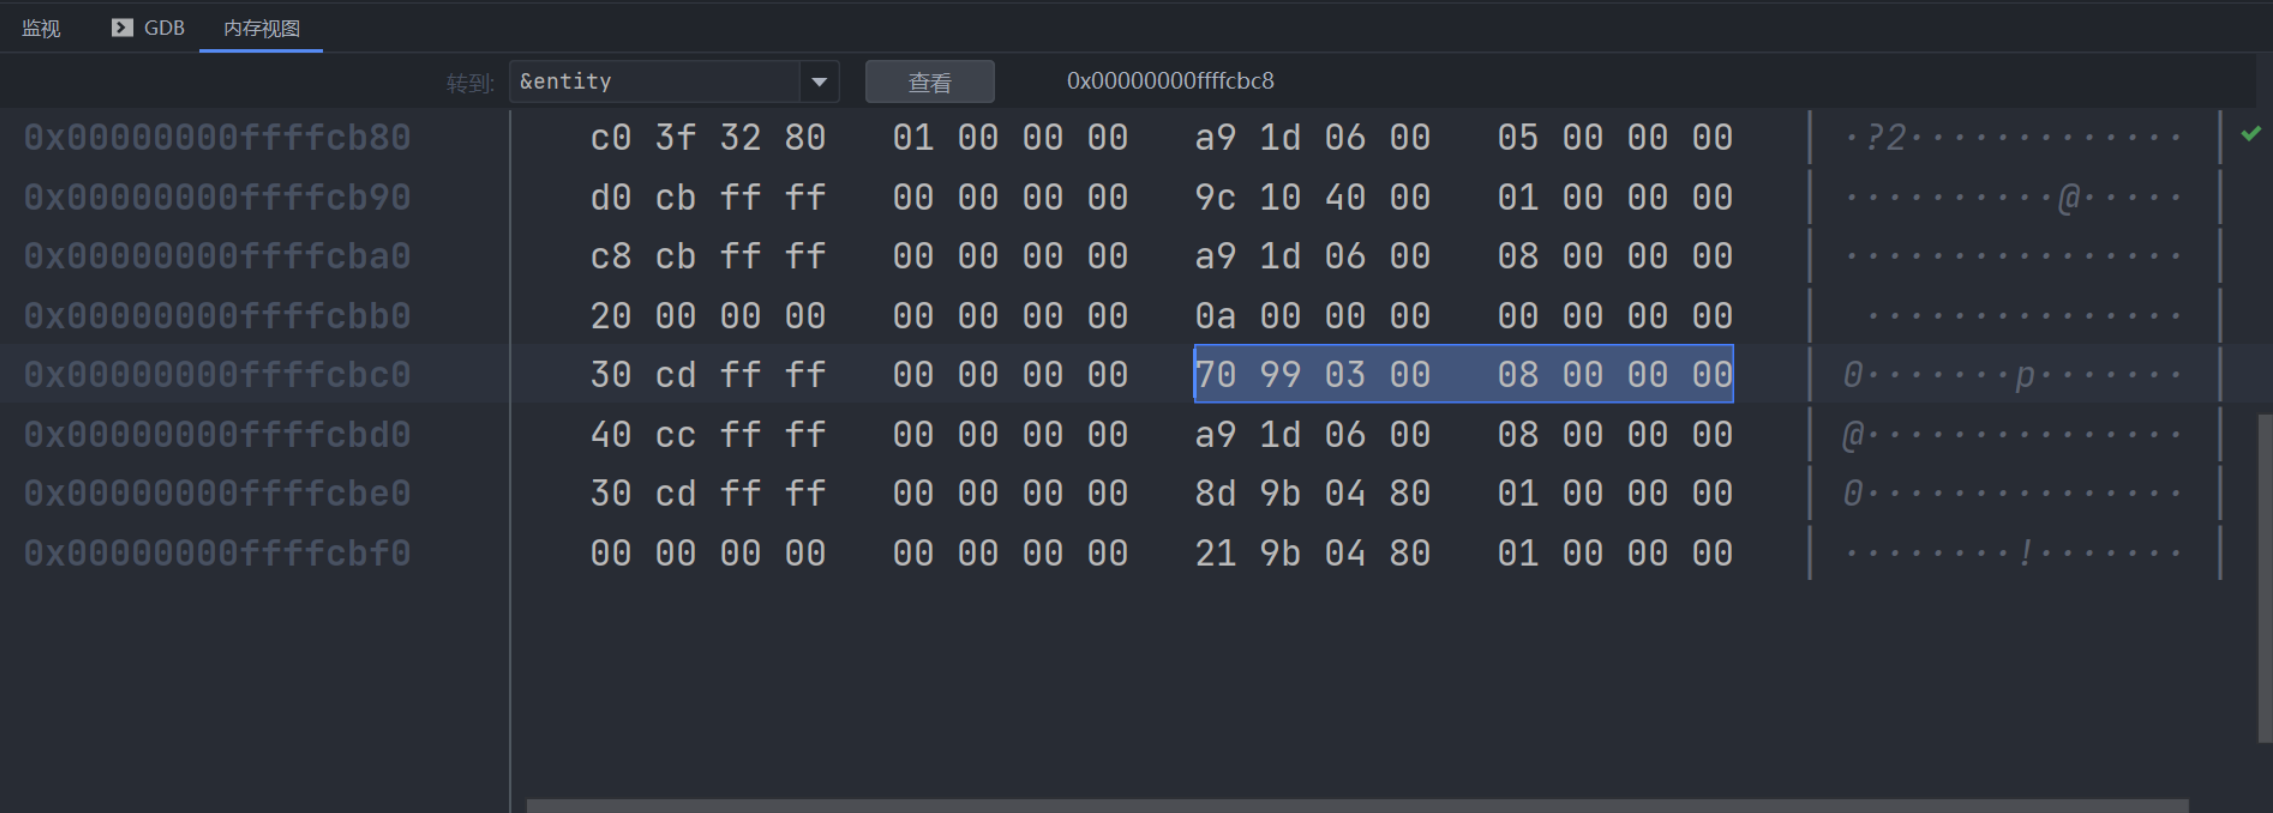 监视 GDB 内存视图
转到: &entity 查看 0x00000000ffffcbc8
0x00000000ffffcb80 c0 3f 32 80 01 00 00 00 a9 1d 06 00 05 00 00 00 ·?2·············
0x00000000ffffcb90 d0 cb ff ff 00 00 00 00 9c 10 40 00 01 00 00 00 ··········@·····
0x00000000ffffcba0 c8 cb ff ff 00 00 00 00 a9 1d 06 00 08 00 00 00 ················
0x00000000ffffcbb0 20 00 00 00 00 00 00 00 0a 00 00 00 00 00 00 00  ···············
0x00000000ffffcbc0 30 cd ff ff 00 00 00 00 70 99 03 00 08 00 00 00 0·······p·······
0x00000000ffffcbd0 40 cc ff ff 00 00 00 00 a9 1d 06 00 08 00 00 00 @···············
0x00000000ffffcbe0 30 cd ff ff 00 00 00 00 8d 9b 04 80 01 00 00 00 0···············
0x00000000ffffcbf0 00 00 00 00 00 00 00 00 21 9b 04 80 01 00 00 00 ········!·······